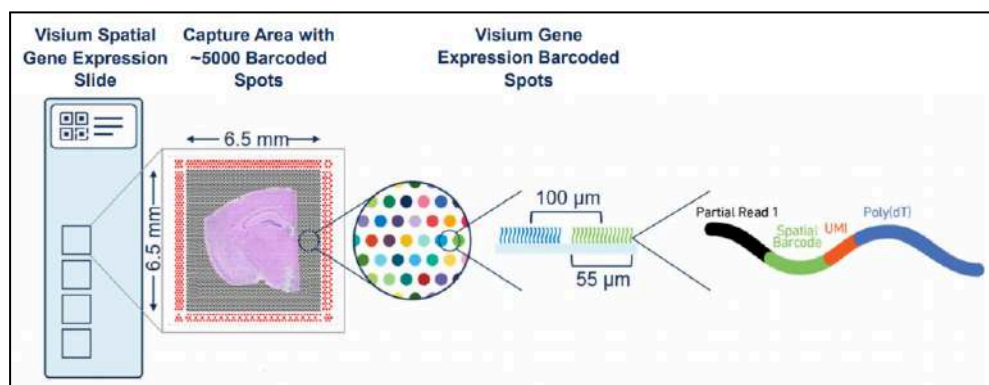 Visium Spatial
Gene Expression
Slide
Capture Area with
~5000 Barcoded
Spots
Visium Gene
Expression Barcoded
Spots
6.5 mm
6.5 mm
100 µm
55 µm
Partial Read 1
Spatial
Barcode
UMI
Poly(dT)